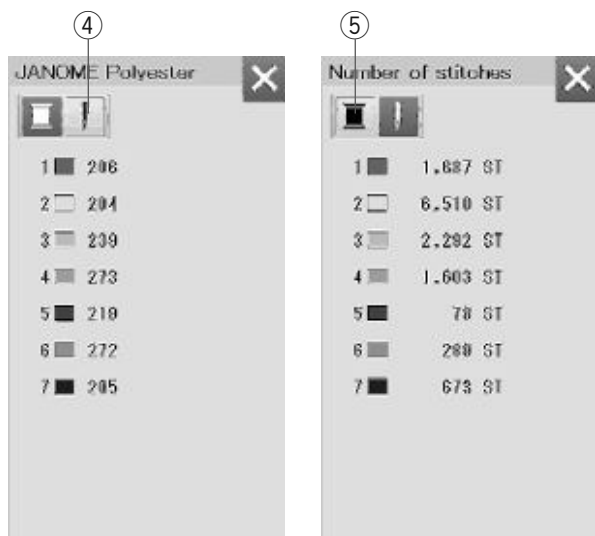 ④
⑤
JANOME Polyester
1 206
2 204
3 239
4 273
5 210
6 272
7 205
Number of stitches
1 1,687 ST
2 6,510 ST
3 2,292 ST
4 1,603 ST
5 78 ST
6 280 ST
7 673 ST